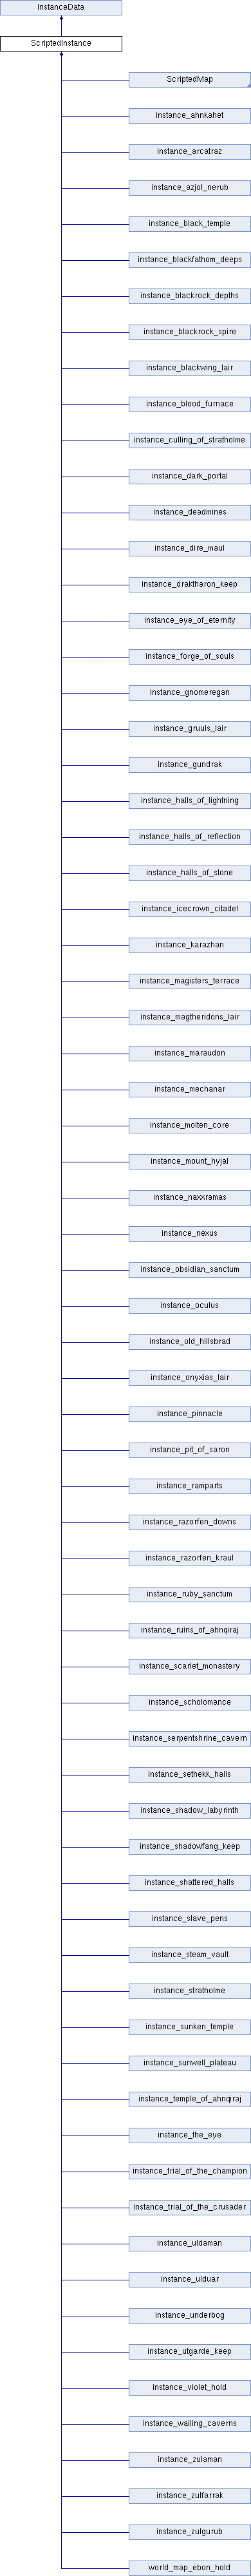 InstanceData
ScriptedInstance
ScriptedMap
instance_ahnkahet
instance_arcatraz
instance_azjol_nerub
instance_black_temple
instance_blackfathom_deeps
instance_blackrock_depths
instance_blackrock_spire
instance_blackwing_lair
instance_blood_furnace
instance_culling_of_stratholme
instance_dark_portal
instance_deadmines
instance_dire_maul
instance_draktharon_keep
instance_eye_of_eternity
instance_forge_of_souls
instance_gnomeregan
instance_gruuls_lair
instance_gundrak
instance_halls_of_lightning
instance_halls_of_reflection
instance_halls_of_stone
instance_icecrown_citadel
instance_karazhan
instance_magisters_terrace
instance_magtheridons_lair
instance_maraudon
instance_mechanar
instance_molten_core
instance_mount_hyjal
instance_naxxramas
instance_nexus
instance_obsidian_sanctum
instance_oculus
instance_old_hillsbrad
instance_onyxias_lair
instance_pinnacle
instance_pit_of_saron
instance_ramparts
instance_razorfen_downs
instance_razorfen_kraul
instance_ruby_sanctum
instance_ruins_of_ahnqiraj
instance_scarlet_monastery
instance_scholomance
instance_serpentshrine_cavern
instance_sethekk_halls
instance_shadow_labyrinth
instance_shadowfang_keep
instance_shattered_halls
instance_slave_pens
instance_steam_vault
instance_stratholme
instance_sunken_temple
instance_sunwell_plateau
instance_temple_of_ahnqiraj
instance_the_eye
instance_trial_of_the_champion
instance_trial_of_the_crusader
instance_uldaman
instance_ulduar
instance_underbog
instance_utgarde_keep
instance_violet_hold
instance_wailing_caverns
instance_zulaman
instance_zulfarrak
instance_zulgurub
world_map_ebon_hold